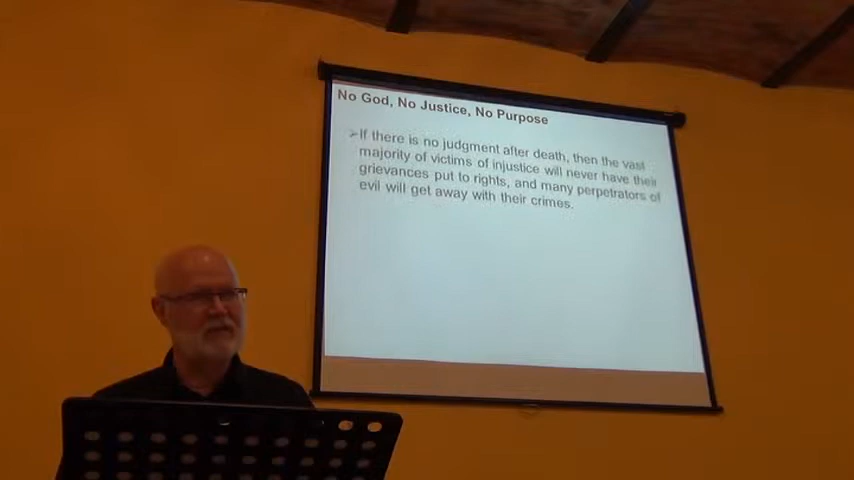 No God, No Justice, No Purpose
➢If there is no judgment after death, then the vast
majority of victims of injustice will never have their
grievances put to rights, and many perpetrators of
evil will get away with their crimes.